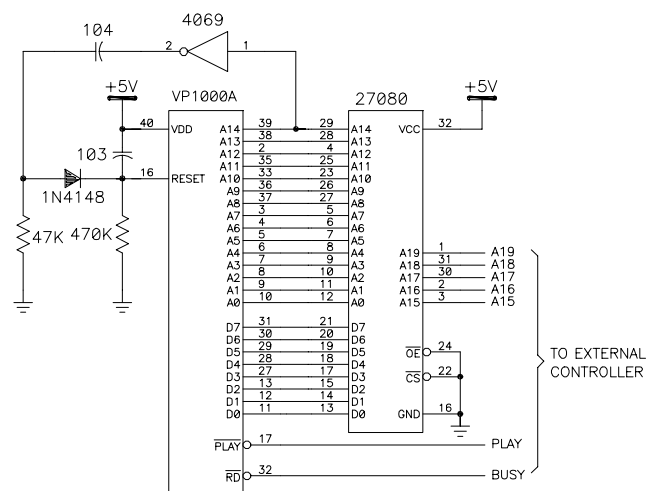 4069
104
2
1
+5V
VP1000A
+5V
27080
40
VDD
A14
39
29
A14
VCC
32
A13
38
28
A13
103
A12
2
4
A12
A11
35
25
A11
16
RESET
A10
33
23
A10
1N4148
A9
36
26
A9
A8
37
27
A8
A7
3
5
A7
47K
470K
A6
4
6
A6
A5
5
7
A5
A4
6
8
A4
A19
1
A19
A3
7
9
A3
A18
31
A18
A2
8
10
A2
A17
30
A17
A1
9
11
A1
A16
2
A16
A0
10
12
A0
A15
3
A15
D7
31
21
D7
D6
30
20
D6
D5
29
19
D5
OE
24
TO EXTERNAL
CONTROLLER
D4
28
18
D4
D3
27
17
D3
CS
22
D2
13
15
D2
D1
12
14
D1
D0
11
13
D0
GND
16
PLAY
17
PLAY
RD
32
BUSY